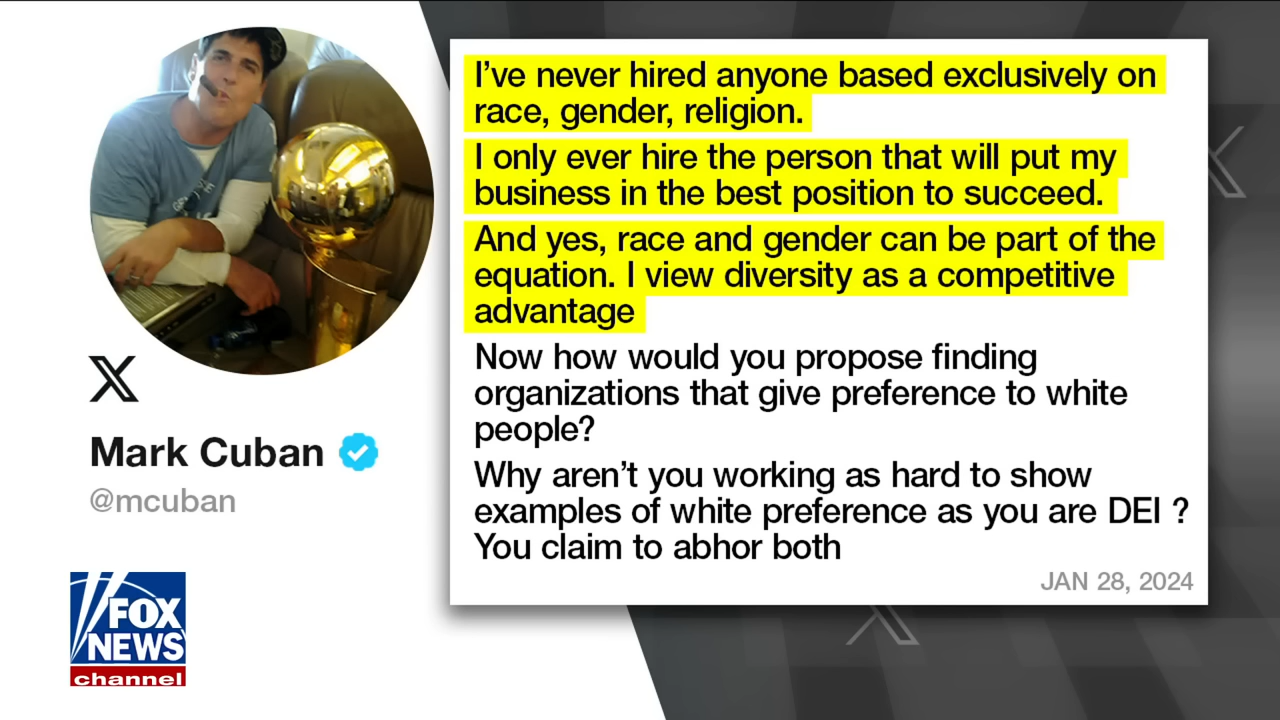 I've never hired anyone based exclusively on
race, gender, religion.
I only ever hire the person that will put my
business in the best position to succeed.
And yes, race and gender can be part of the
equation. I view diversity as a competitive
advantage
Now how would you propose finding
organizations that give preference to white
people?
Why aren't you working as hard to show
examples of white preference as you are DEI ?
You claim to abhor both
JAN 28, 2024
X
Mark Cuban
@mcuban
FOX
NEWS
channel